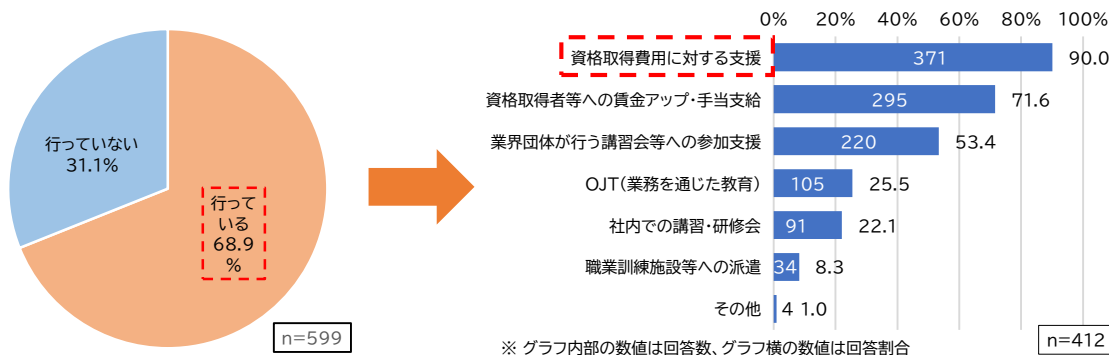 行っていない
31.1%
行って
いる
68.9
%
n=599
0% 20% 40% 60% 80% 100%
資格取得費用に対する支援 371 90.0
資格取得者等への賃金アップ・手当支給 295 71.6
業界団体が行う講習会等への参加支援 220 53.4
OJT(業務を通じた教育) 105 25.5
社内での講習・研修会 91 22.1
職業訓練施設等への派遣 34 8.3
その他 4 1.0
n=412
※ グラフ内部の数値は回答数、グラフ横の数値は回答割合